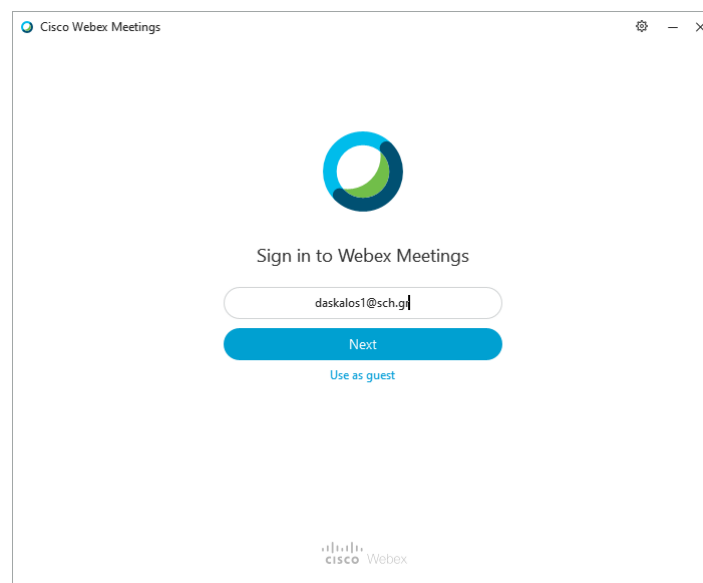 Cisco Webex Meetings
Sign in to Webex Meetings
daskalos1@sch.gr
Next
Use as guest
cisco Webex